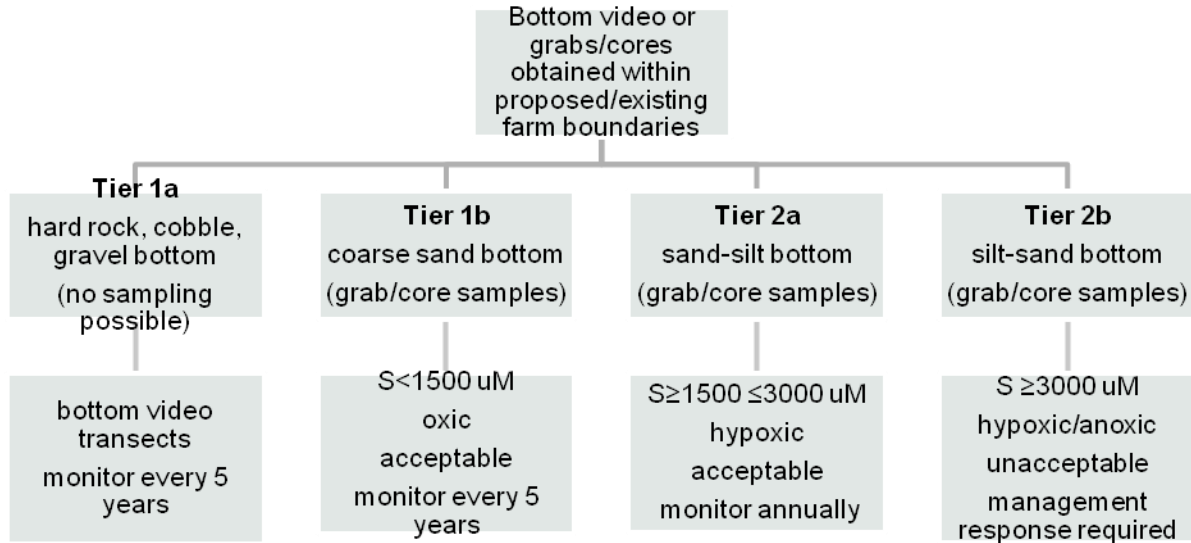 Bottom video or
grabs/cores
obtained within
proposed/existing
farm boundaries
Tier 1a
hard rock, cobble,
gravel bottom
(no sampling
possible)
Tier 1b
coarse sand bottom
(grab/core samples)
Tier 2a
sand-silt bottom
(grab/core samples)
Tier 2b
silt-sand bottom
(grab/core samples)
bottom video
transects
monitor every 5
years
S<1500 uM
oxic
acceptable
monitor every 5
years
S≥1500 ≤3000 uM
hypoxic
acceptable
monitor annually
S ≥3000 uM
hypoxic/anoxic
unacceptable
management
response required